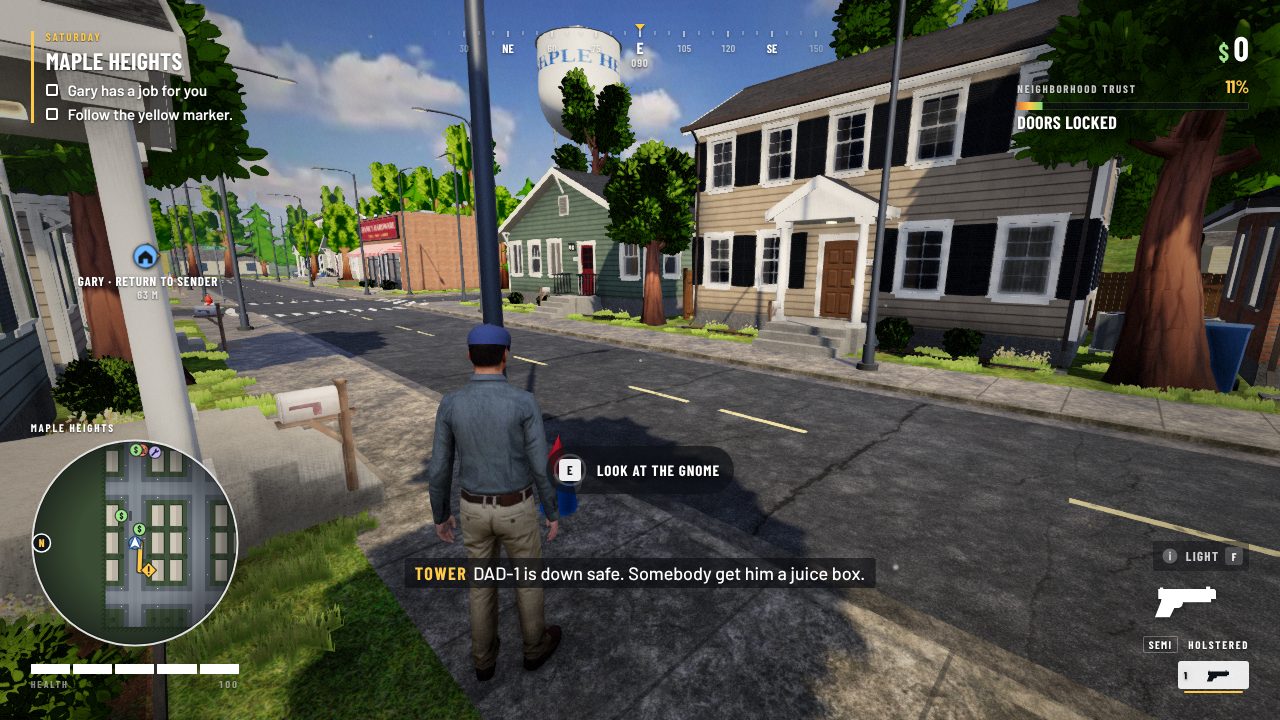 SATURDAY
MAPLE HEIGHTS
Gary has a job for you
Follow the yellow marker.
30 NE 60 75 E 105 120 SE 150
090
$0
NEIGHBORHOOD TRUST 11%
DOORS LOCKED
GARY · RETURN TO SENDER
63 M
MAPLE HEIGHTS
N
E LOOK AT THE GNOME
TOWER DAD-1 is down safe. Somebody get him a juice box.
LIGHT F
SEMI HOLSTERED
1
HEALTH 100